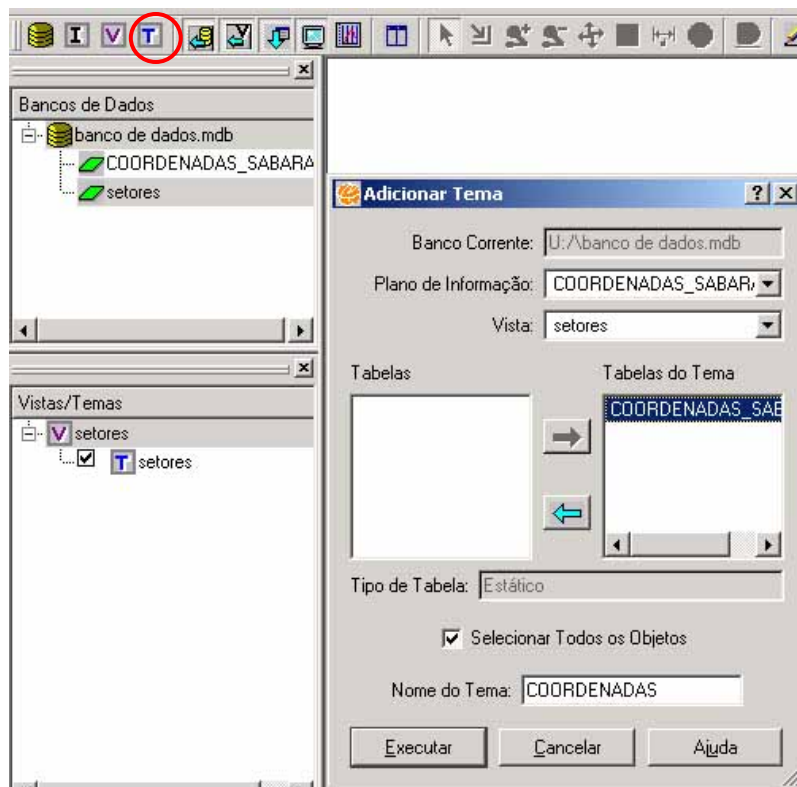 I V T
Bancos de Dados
banco de dados.mdb
COORDENADAS_SABARA
setores
Vistas/Temas
V setores
T setores
Adicionar Tema
Banco Corrente: U:/\banco de dados.mdb
Plano de Informação: COORDENADAS_SABAR
Vista: setores
Tabelas
Tabelas do Tema
COORDENADAS_SAB
Tipo de Tabela: Estático
Selecionar Todos os Objetos
Nome do Tema: COORDENADAS
Executar Cancelar Ajuda